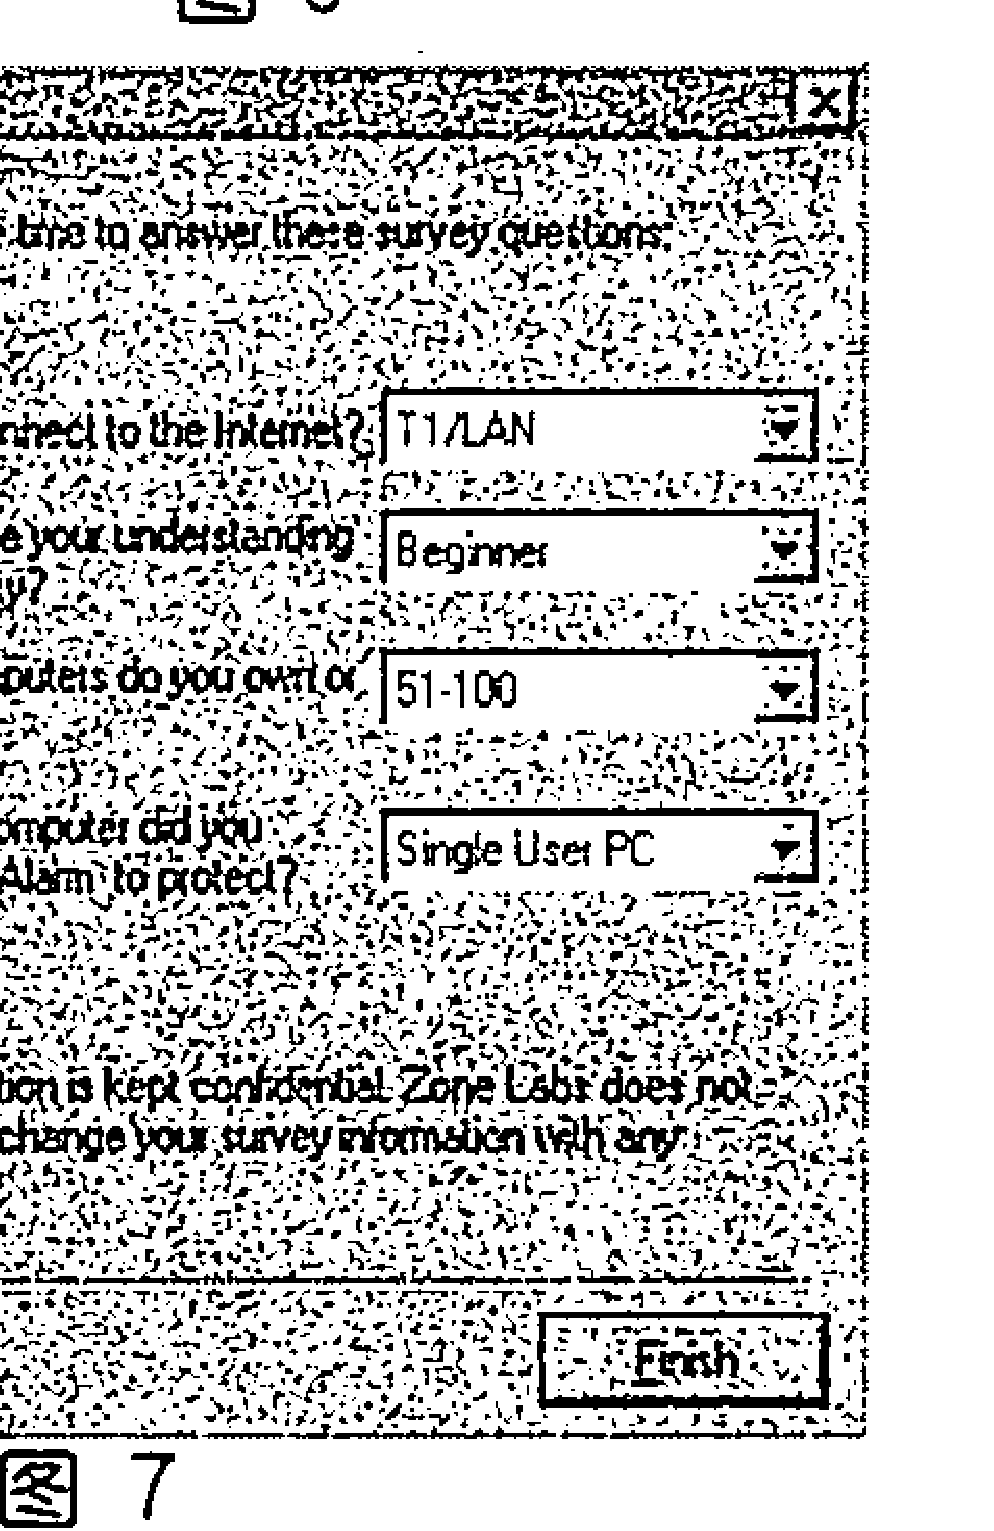 time to answer these survey questions:
nnect to the Internet? T1/LAN
e your understanding Beginner
y?
puters do you own or 51-100
omputer did you Single User PC
Alarm to protect?
tion is kept confidential. Zone Labs does not
change your survey information with any
Finish
图 7